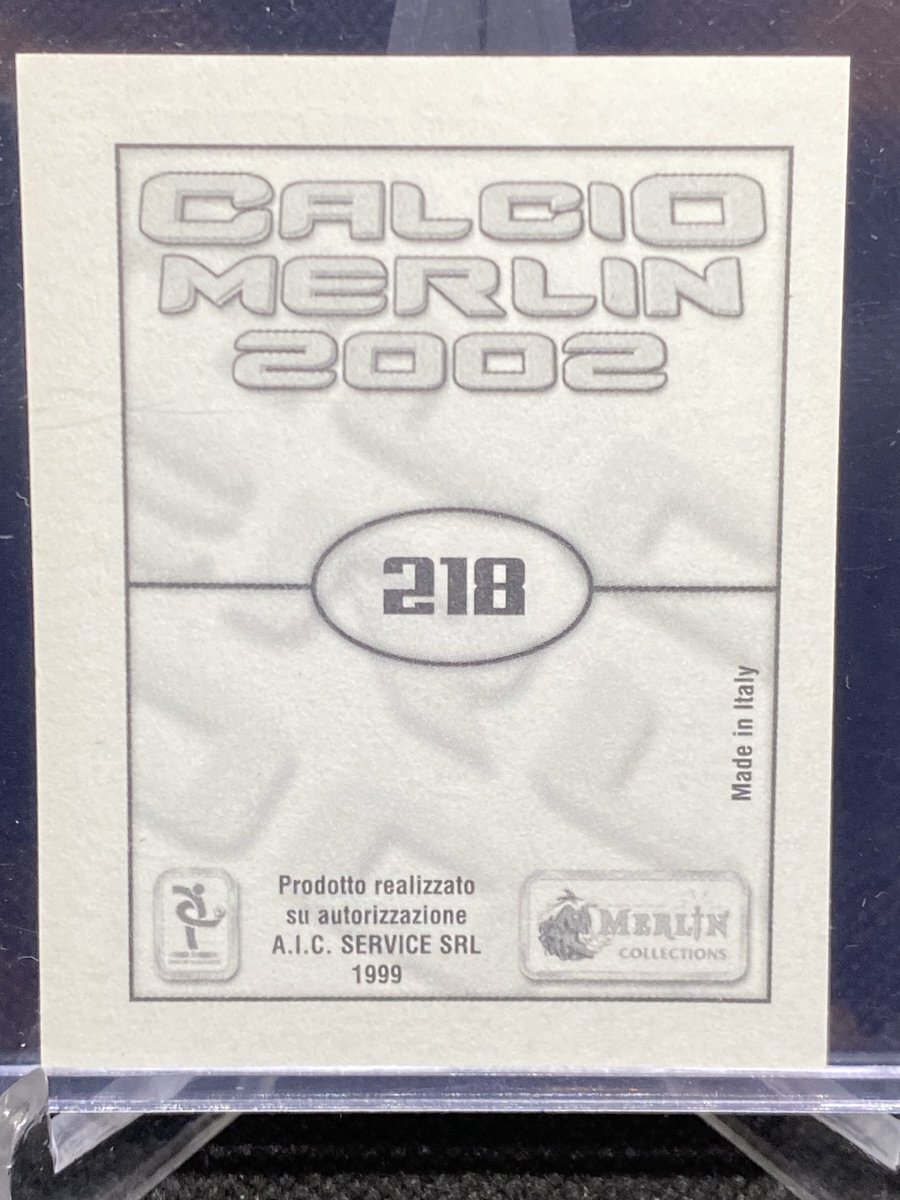 CALCIO
MERLIN
2002
218
Made in Italy
Prodotto realizzato
su autorizzazione
A.I.C. SERVICE SRL
1999
MERLIN
COLLECTIONS